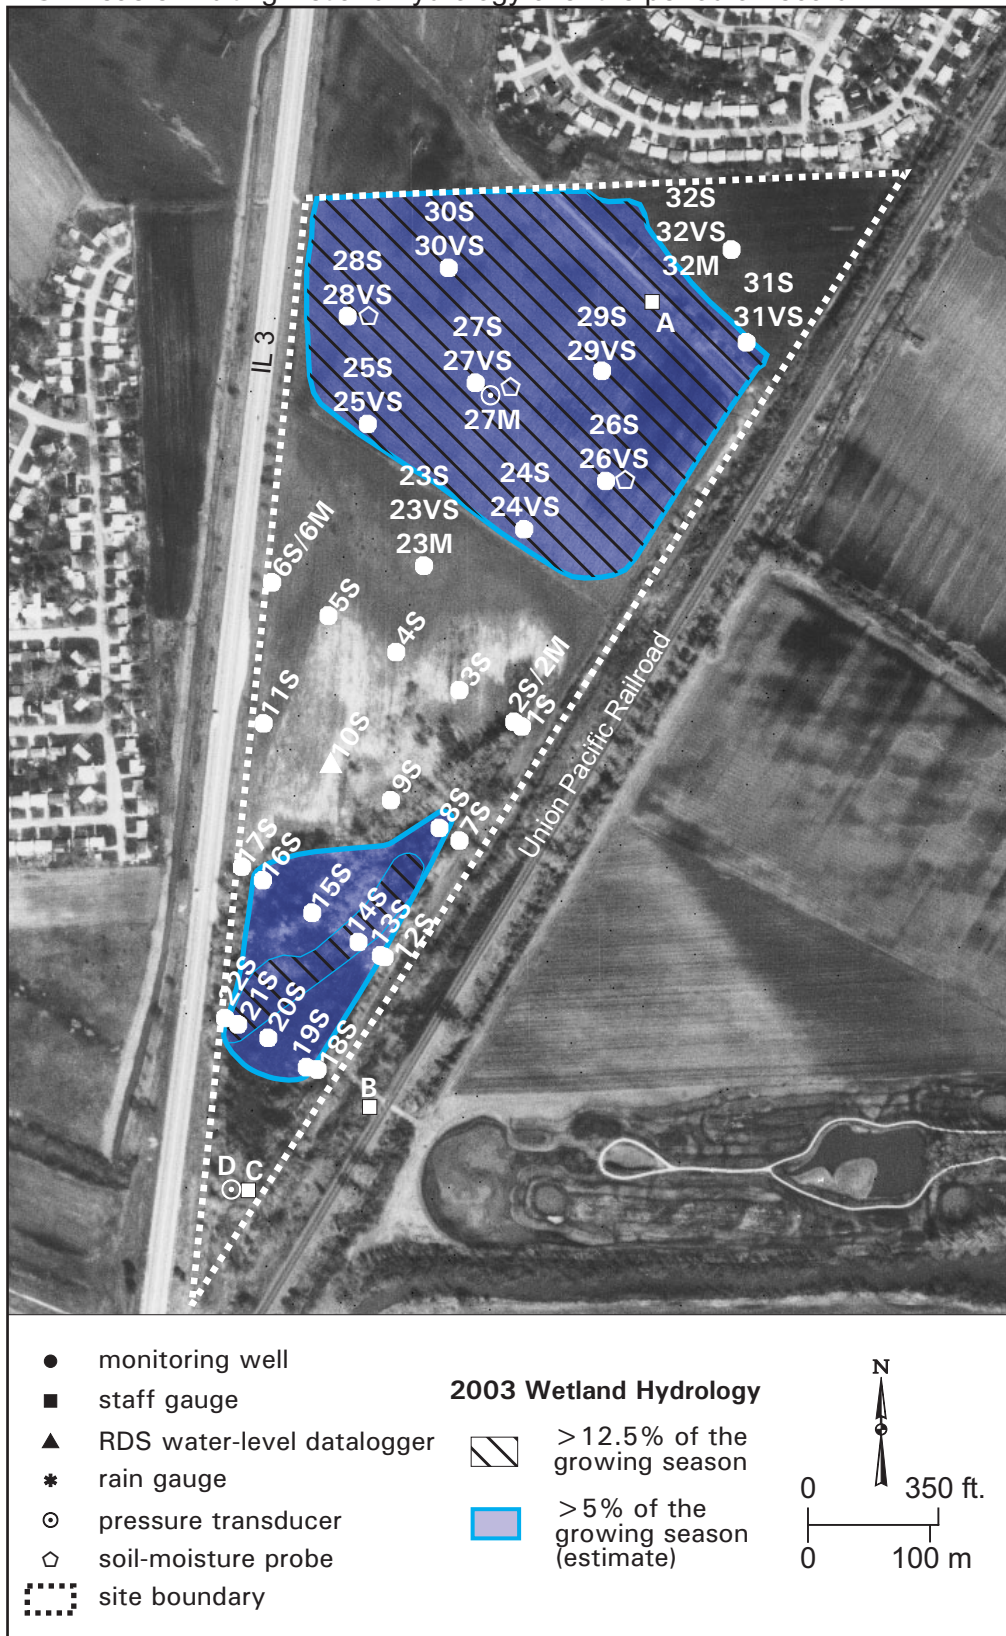 30S
30VS
32S
32VS
32M
28S
28VS
31S
31VS
A
29S
29VS
27S
27VS
27M
25S
25VS
IL 3
26S
26VS
24S
24VS
23S
23VS
23M
6S/6M
5S
4S
3S
2S/2M
1S
11S
10S
9S
8S
7S
Union Pacific Railroad
17S
16S
15S
14S
13S
12S
22S
21S
20S
19S
18S
B
D
C
monitoring well
staff gauge
RDS water-level datalogger
rain gauge
pressure transducer
soil-moisture probe
site boundary
2003 Wetland Hydrology
>12.5% of the
growing season
>5% of the
growing season
(estimate)
N
0 350 ft.
0 100 m